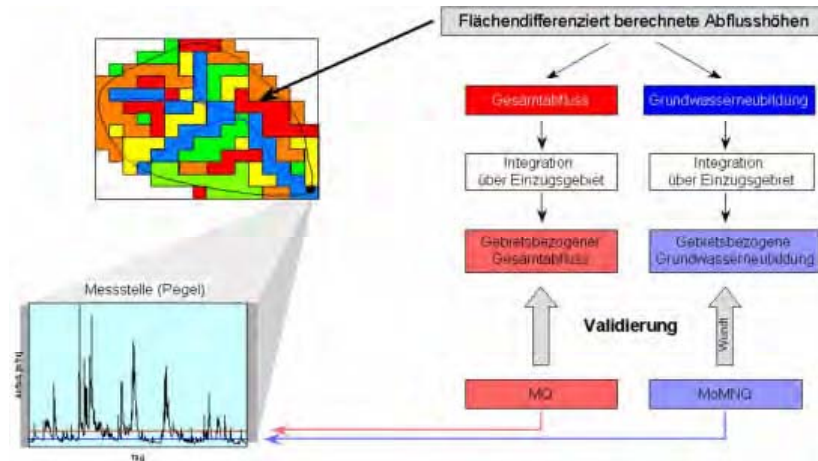 Flächendifferenziert berechnete Abflusshöhen
Gesamtabfluss
Grundwasserneubildung
Integration
über Einzugsgebiet
Integration
über Einzugsgebiet
Gebietsbezogener
Gesamtabfluss
Gebietsbezogene
Grundwasserneubildung
Messstelle (Pegel)
Validierung
Wundt
MQ
MoMNQ